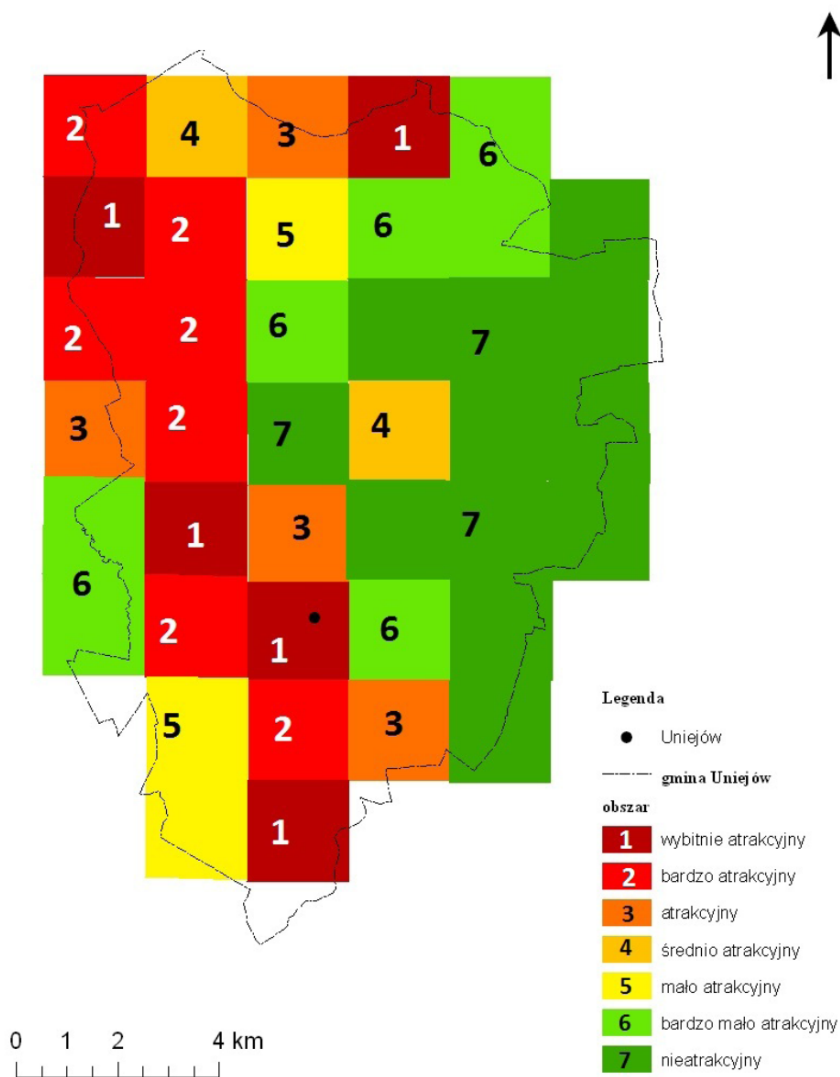 2 4 3 1 6
1 2 5 6
2 2 6 7
3 2 7 4
1 3 7
6 2 1 6
5 2 3
1
Legenda
Uniejów
gmina Uniejów
obszar
1 wybitnie atrakcyjny
2 bardzo atrakcyjny
3 atrakcyjny
4 średnio atrakcyjny
5 mało atrakcyjny
6 bardzo mało atrakcyjny
7 nieatrakcyjny
0 1 2 4 km